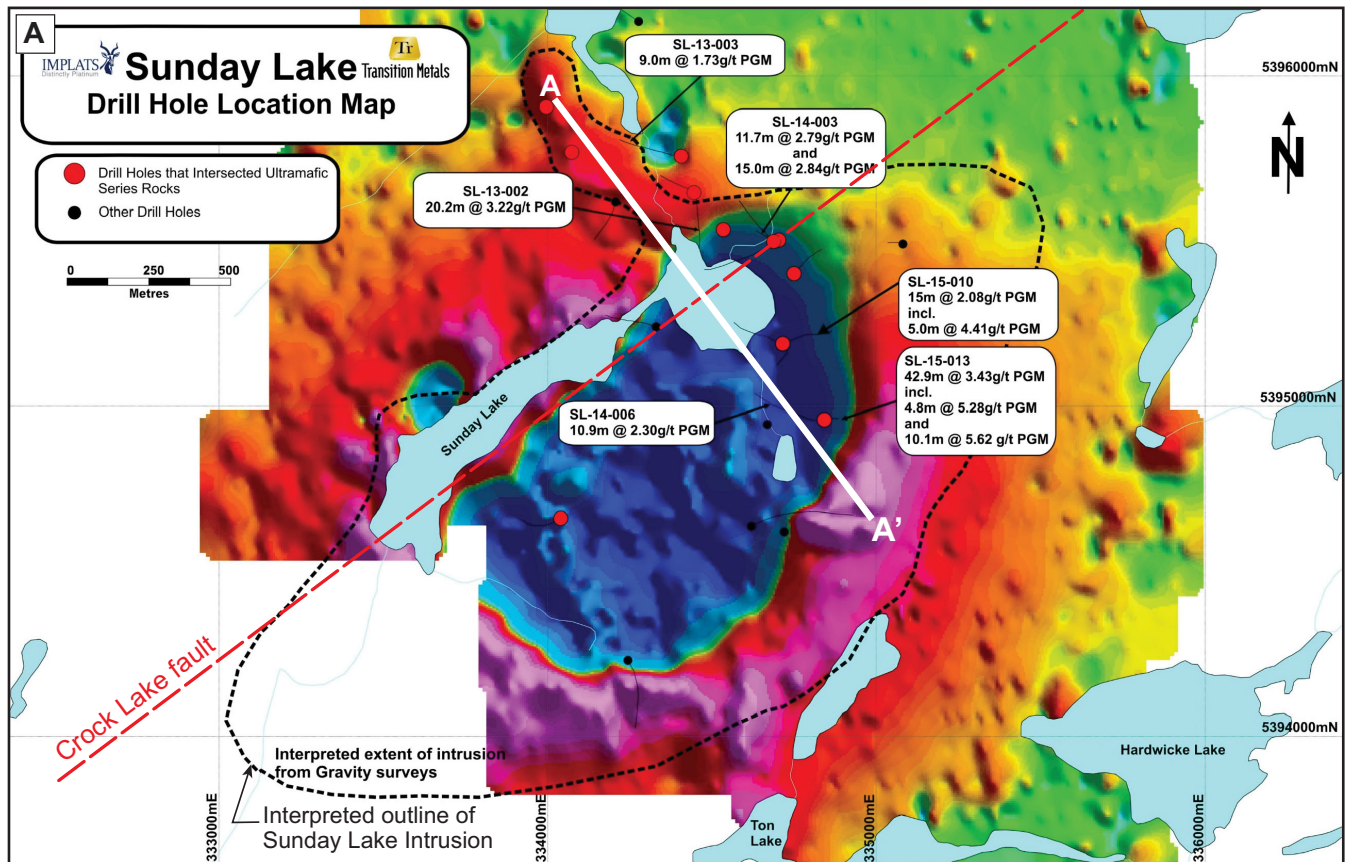 A
IMPLATS
Distinctly Platinum
Sunday Lake
Tr
Transition Metals
Drill Hole Location Map
Drill Holes that Intersected Ultramafic
Series Rocks
Other Drill Holes
0 250 500
Metres
SL-13-003
9.0m @ 1.73g/t PGM
5396000mN
A
SL-14-003
11.7m @ 2.79g/t PGM
and
15.0m @ 2.84g/t PGM
N
SL-13-002
20.2m @ 3.22g/t PGM
SL-15-010
15m @ 2.08g/t PGM
incl.
5.0m @ 4.41g/t PGM
SL-15-013
42.9m @ 3.43g/t PGM
incl.
4.8m @ 5.28g/t PGM
and
10.1m @ 5.62 g/t PGM
5395000mN
SL-14-006
10.9m @ 2.30g/t PGM
Sunday Lake
A'
Crock Lake fault
5394000mN
Hardwicke Lake
Interpreted extent of intrusion
from Gravity surveys
Interpreted outline of
Sunday Lake Intrusion
Ton
Lake
333000mE
334000mE
335000mE
336000mE